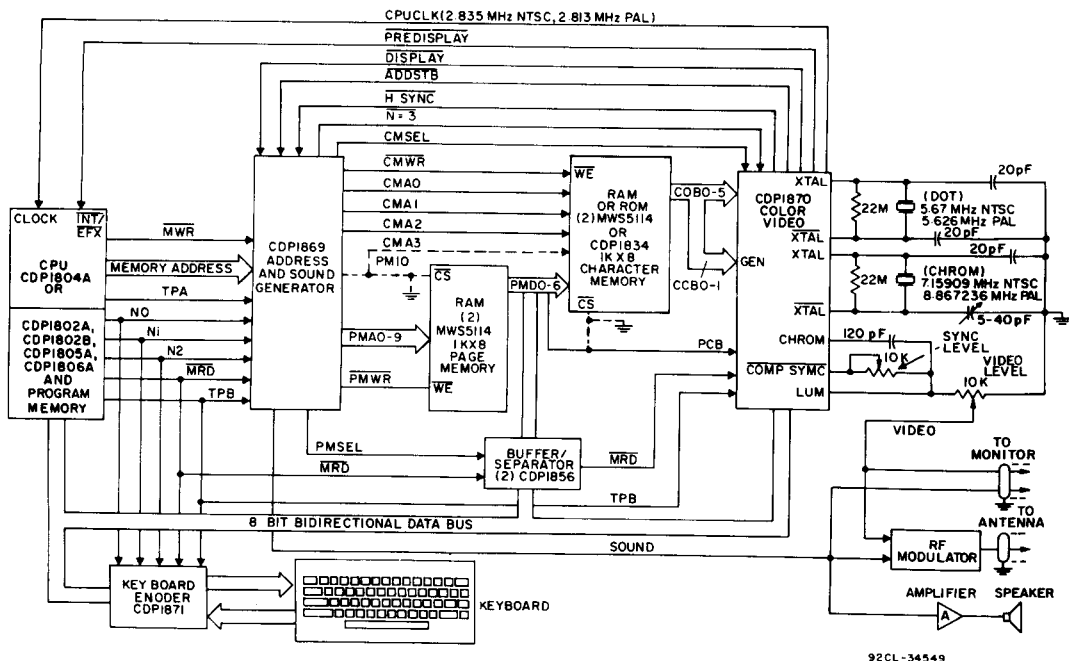 CPUCLK(2.835 MHz NTSC, 2.813 MHz PAL)
PREDISPLAY
DISPLAY
ADDSTB
H SYNC
N = 3
CMSEL
CMWR
CMA0
CMA1
CMA2
CMA3
PM10
CLOCK
INT/
EFX
CPU
CDP1804A
OR
CDP1802A,
CDP1802B,
CDP1805A,
CDP1806A
AND
PROGRAM
MEMORY
MWR
MEMORY ADDRESS
TPA
N0
N1
N2
MRD
TPB
CDP1869
ADDRESS
AND SOUND
GENERATOR
PMA0-9
PMWR
CS
RAM
(2)
MWS5114
1KX8
PAGE
MEMORY
WE
PMD0-6
WE
RAM
OR ROM
(2)MWS5114
OR
CDP1834
1K X 8
CHARACTER
MEMORY
CS
COB0-5
CCB0-1
PCB
XTAL
CDP1870
COLOR
VIDEO
XTAL
XTAL
GEN
XTAL
CHROM
COMP SYMC
LUM
20pF
22M
(DOT)
5.67 MHz NTSC
5.626MHz PAL
20pF
20pF
22M
(CHROM)
7.15909 MHz NTSC
8.867236 MHz PAL
5-40pF
120 pF
SYNC
LEVEL
10K
VIDEO
LEVEL
10K
VIDEO
PMSEL
MRD
BUFFER/
SEPARATOR
(2) CDP1856
MRD
TPB
8 BIT BIDIRECTIONAL DATA BUS
SOUND
TO
MONITOR
TO
ANTENNA
RF
MODULATOR
KEY BOARD
ENODER
CDP1871
KEYBOARD
AMPLIFIER
SPEAKER
A
92CL-34549